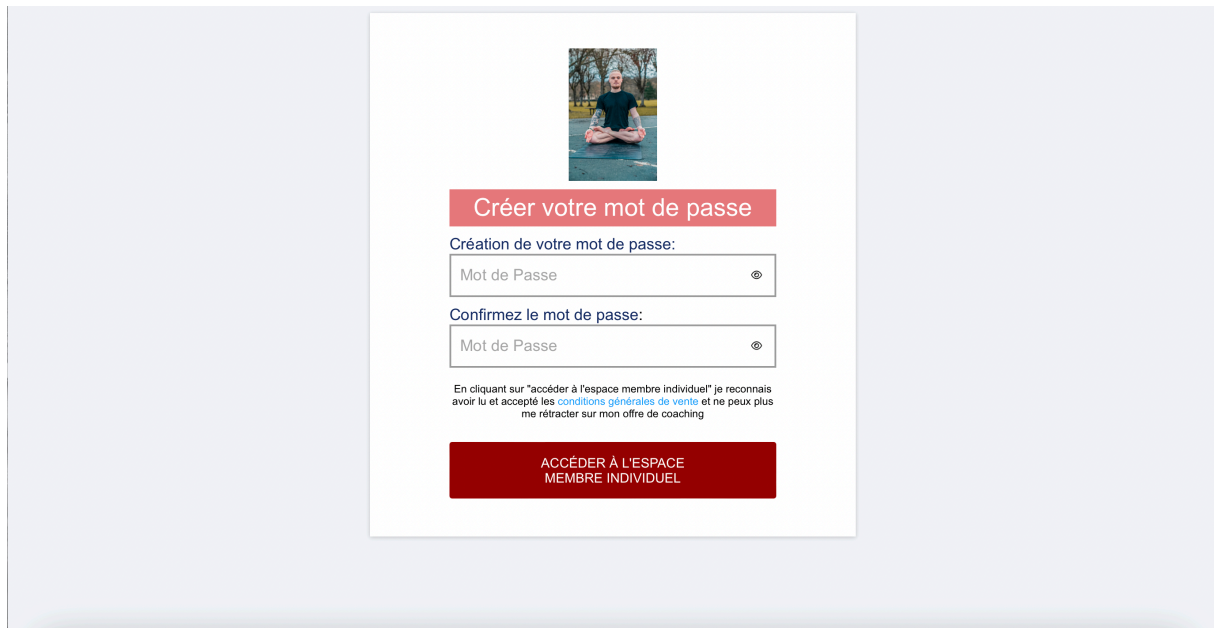 Créer votre mot de passe
Création de votre mot de passe:
Mot de Passe
Confirmez le mot de passe:
Mot de Passe
En cliquant sur "accéder à l'espace membre individuel" je reconnais
avoir lu et accepté les conditions générales de vente et ne peux plus
me rétracter sur mon offre de coaching
ACCÉDER À L'ESPACE
MEMBRE INDIVIDUEL